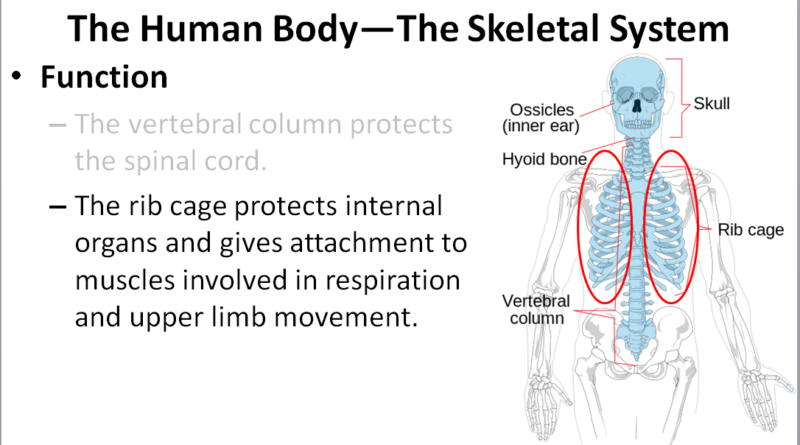 The Human Body—The Skeletal System
• Function
– The vertebral column protects
the spinal cord.
– The rib cage protects internal
organs and gives attachment to
muscles involved in respiration
and upper limb movement.
Skull
Ossicles
(inner ear)
Hyoid bone
Rib cage
Vertebral
column